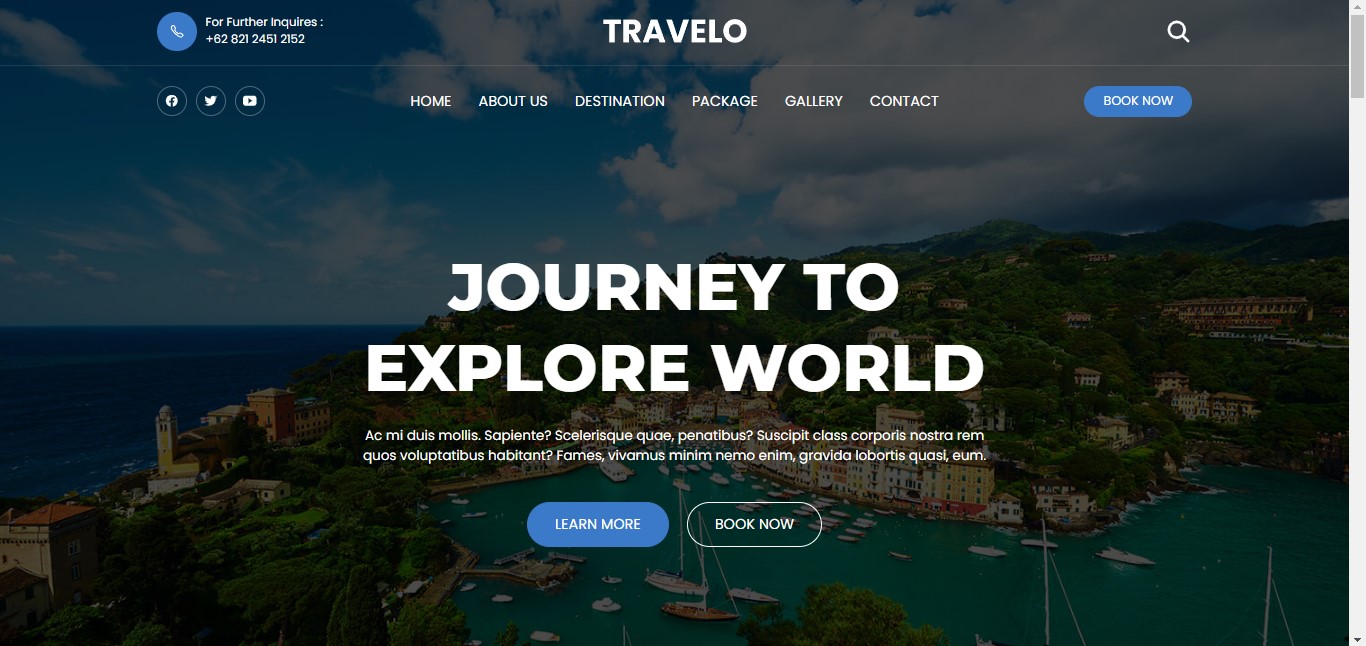 For Further Inquires :
+62 821 2451 2152
TRAVELO
HOME ABOUT US DESTINATION PACKAGE GALLERY CONTACT
BOOK NOW
JOURNEY TO
EXPLORE WORLD
Ac mi duis mollis. Sapiente? Scelerisque quae, penatibus? Suscipit class corporis nostra rem
quos voluptatibus habitant? Fames, vivamus minim nemo enim, gravida lobortis quasi, eum.
LEARN MORE BOOK NOW